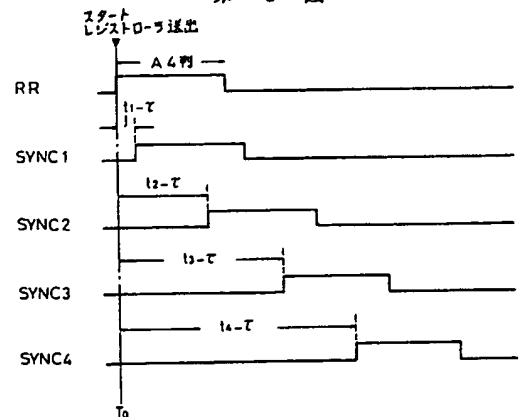 スタート
レジストローラ送出
A4判
RR
t1-τ
SYNC1
t2-τ
SYNC2
t3-τ
SYNC3
t4-τ
SYNC4
T0